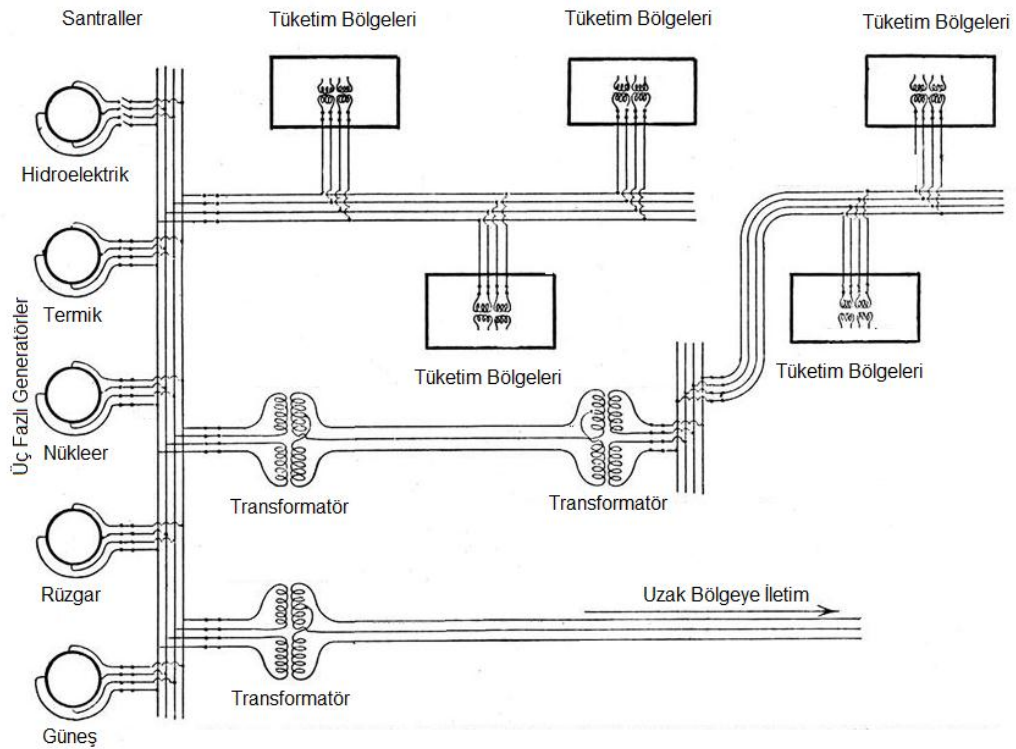 Santraller
Tüketim Bölgeleri
Tüketim Bölgeleri
Tüketim Bölgeleri
Hidroelektrik
Termik
Üç Fazlı Generatörler
Tüketim Bölgeleri
Tüketim Bölgeleri
Nükleer
Transformatör
Transformatör
Rüzgar
Uzak Bölgeye İletim
Transformatör
Güneş